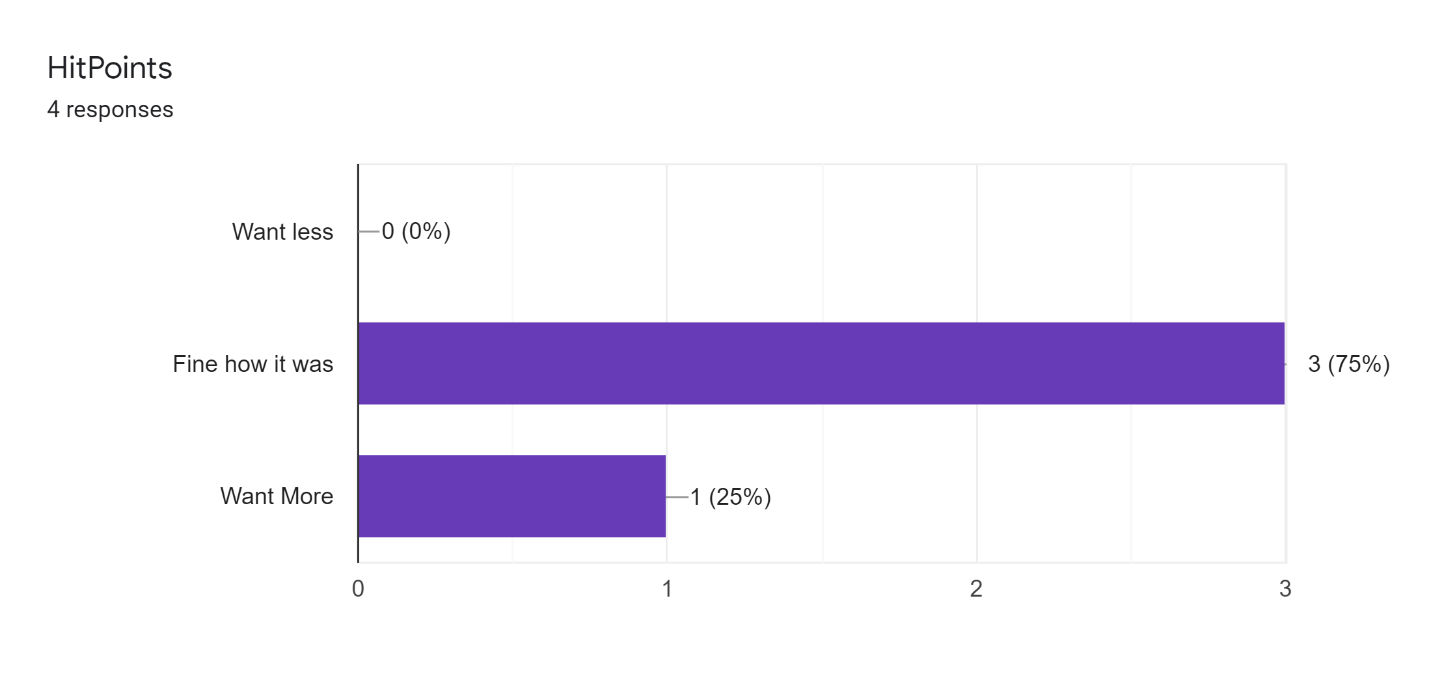 HitPoints
4 responses
Want less
0 (0%)
Fine how it was
3 (75%)
Want More
1 (25%)
0 1 2 3